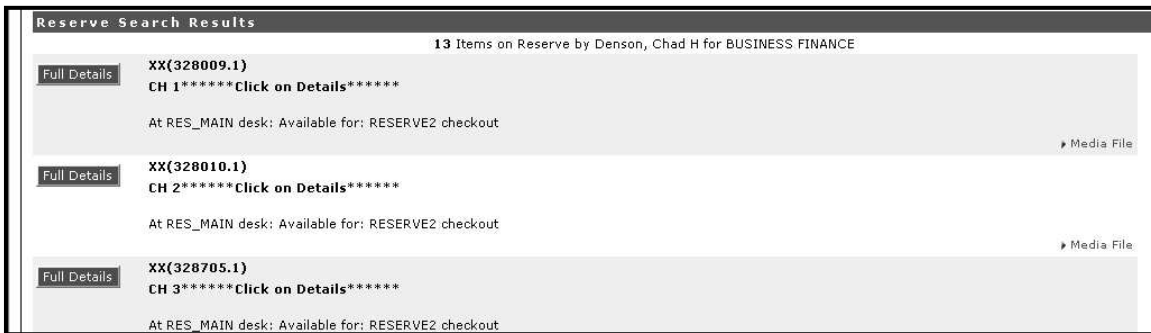 Reserve Search Results
13 Items on Reserve by Denson, Chad H for BUSINESS FINANCE
Full Details
XX(328009.1)
CH 1******Click on Details******
At RES_MAIN desk: Available for: RESERVE2 checkout
Media File
Full Details
XX(328010.1)
CH 2******Click on Details******
At RES_MAIN desk: Available for: RESERVE2 checkout
Media File
Full Details
XX(328705.1)
CH 3******Click on Details******
At RES_MAIN desk: Available for: RESERVE2 checkout